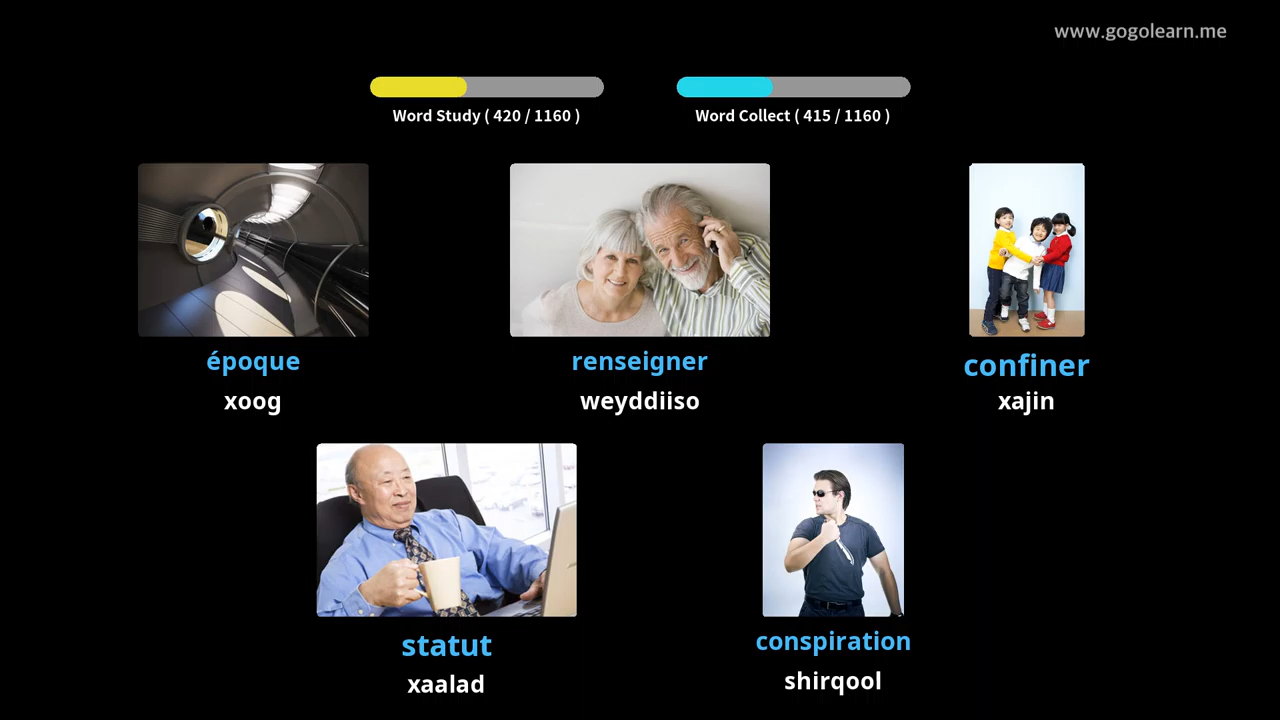 www.gogolearn.me
Word Study ( 420 / 1160 )
Word Collect ( 415 / 1160 )
époque
xoog
renseigner
weyddiiso
confiner
xajin
statut
xaalad
conspiration
shirqool